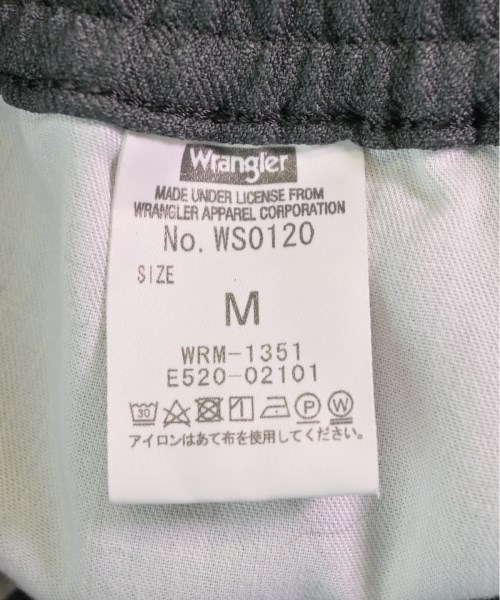 Wrangler
MADE UNDER LICENSE FROM
WRANGLER APPAREL CORPORATION
No. WS0120
SIZE
M
WRM-1351
E520-02101
30 P W
アイロンはあて布を使用してください。